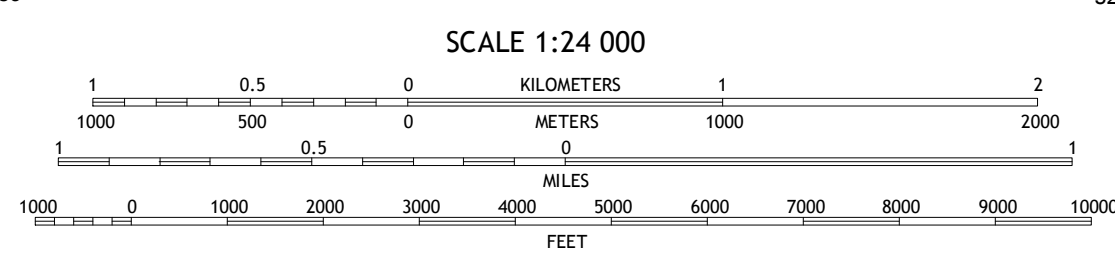 SCALE 1:24 000
1 0.5 0 KILOMETERS 1 2
1000 500 0 METERS 1000 2000
1 0.5 0 1
MILES
1000 0 1000 2000 3000 4000 5000 6000 7000 8000 9000 10000
FEET